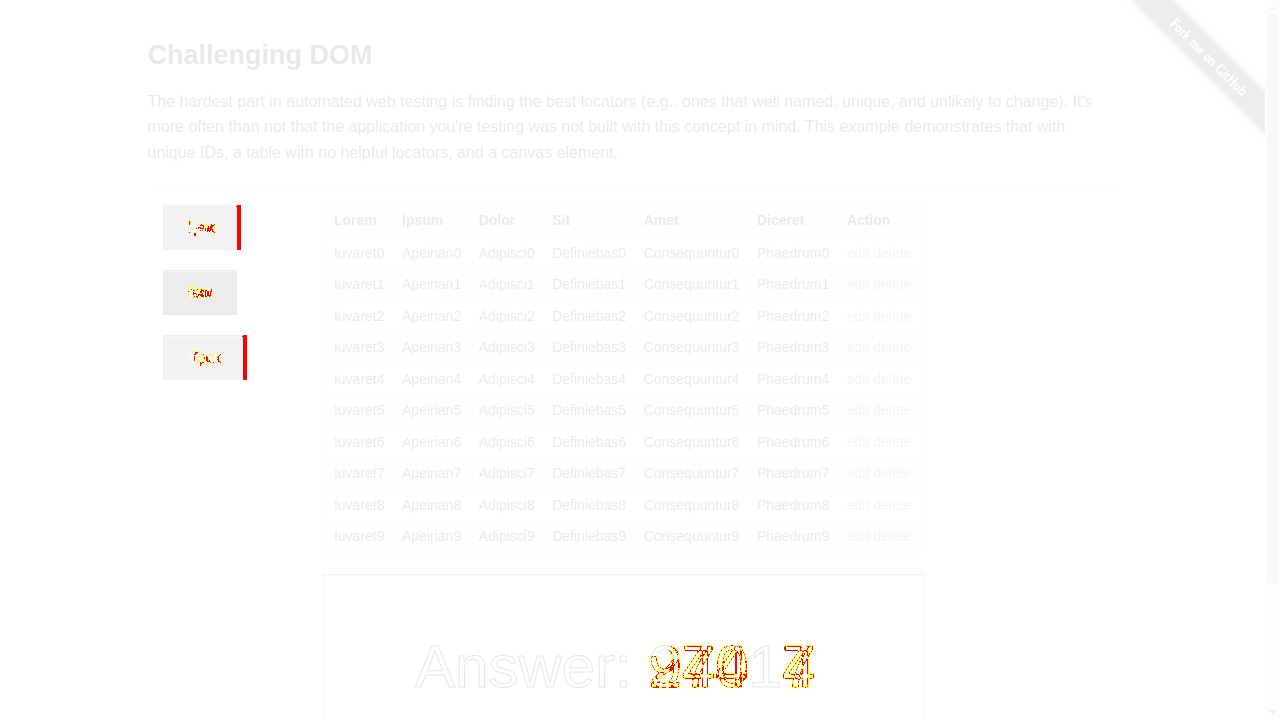 Fork me on GitHub
Challenging DOM
The hardest part in automated web testing is finding the best locators (e.g., ones that well named, unique, and unlikely to change). It's
more often than not that the application you're testing was not built with this concept in mind. This example demonstrates that with
unique IDs, a table with no helpful locators, and a canvas element.
Lorem Ipsum Dolor Sit Amet Diceret Action
Iuvaret0 Apeirian0 Adipisci0 Definiebas0 Consequuntur0 Phaedrum0 edit delete
Iuvaret1 Apeirian1 Adipisci1 Definiebas1 Consequuntur1 Phaedrum1 edit delete
Iuvaret2 Apeirian2 Adipisci2 Definiebas2 Consequuntur2 Phaedrum2 edit delete
Iuvaret3 Apeirian3 Adipisci3 Definiebas3 Consequuntur3 Phaedrum3 edit delete
Iuvaret4 Apeirian4 Adipisci4 Definiebas4 Consequuntur4 Phaedrum4 edit delete
Iuvaret5 Apeirian5 Adipisci5 Definiebas5 Consequuntur5 Phaedrum5 edit delete
Iuvaret6 Apeirian6 Adipisci6 Definiebas6 Consequuntur6 Phaedrum6 edit delete
Iuvaret7 Apeirian7 Adipisci7 Definiebas7 Consequuntur7 Phaedrum7 edit delete
Iuvaret8 Apeirian8 Adipisci8 Definiebas8 Consequuntur8 Phaedrum8 edit delete
Iuvaret9 Apeirian9 Adipisci9 Definiebas9 Consequuntur9 Phaedrum9 edit delete
Answer: